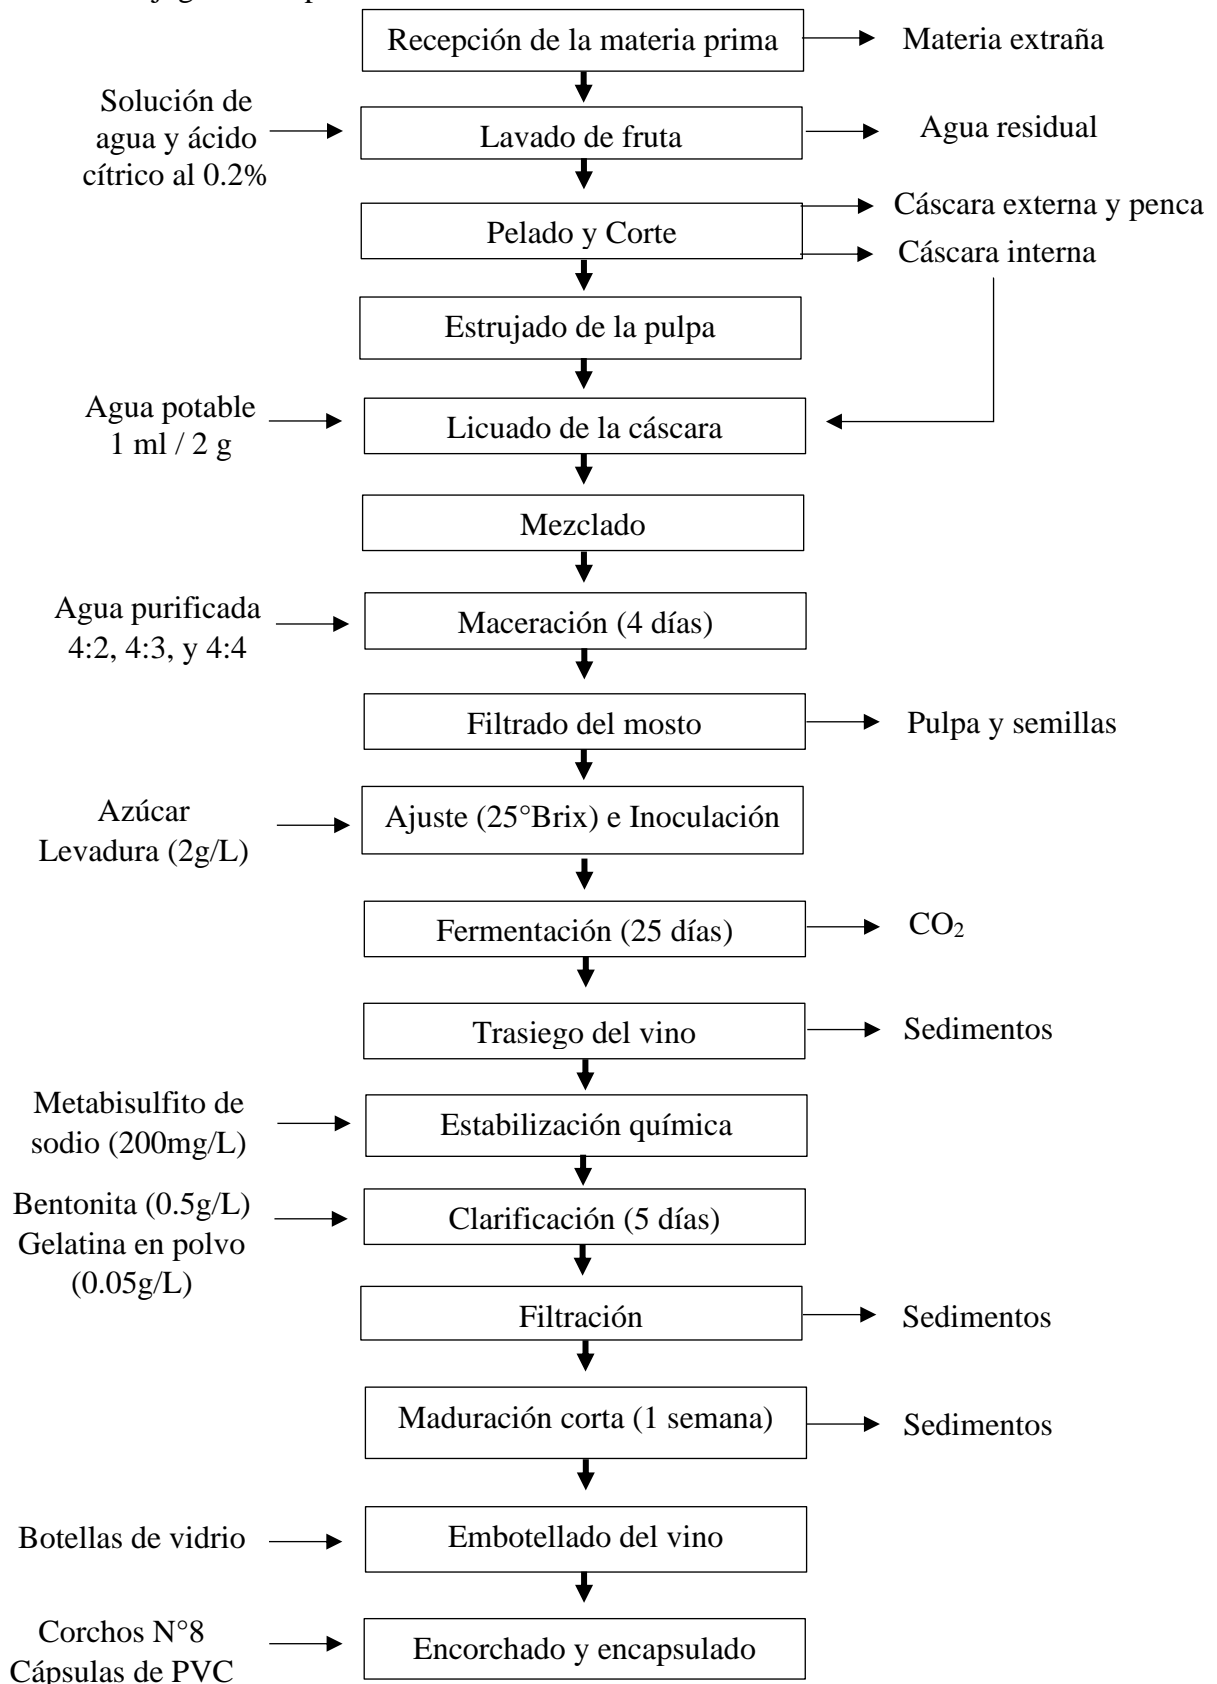 Recepción de la materia prima
Materia extraña
Solución de
agua y ácido
cítrico al 0.2%
Lavado de fruta
Agua residual
Pelado y Corte
Cáscara externa y penca
Cáscara interna
Estrujado de la pulpa
Agua potable
1 ml / 2 g
Licuado de la cáscara
Mezclado
Agua purificada
4:2, 4:3, y 4:4
Maceración (4 días)
Filtrado del mosto
Pulpa y semillas
Azúcar
Levadura (2g/L)
Ajuste (25°Brix) e Inoculación
Fermentación (25 días)
CO₂
Trasiego del vino
Sedimentos
Metabisulfito de
sodio (200mg/L)
Estabilización química
Bentonita (0.5g/L)
Gelatina en polvo
(0.05g/L)
Clarificación (5 días)
Filtración
Sedimentos
Maduración corta (1 semana)
Sedimentos
Botellas de vidrio
Embotellado del vino
Corchos N°8
Cápsulas de PVC
Encorchado y encapsulado